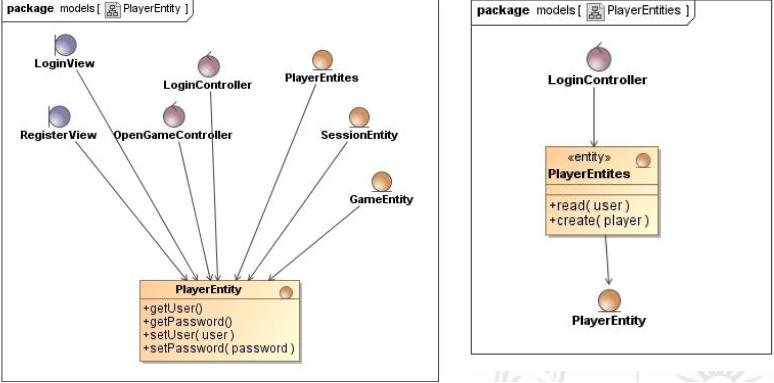 package models [ PlayerEntity ]
LoginView
LoginController
PlayerEntites
RegisterView
OpenGameController
SessionEntity
GameEntity
PlayerEntity
+getUser()
+getPassword()
+setUser( user )
+setPassword( password )
package models [ PlayerEntities ]
LoginController
«entity»
PlayerEntites
+read( user )
+create( player )
PlayerEntity